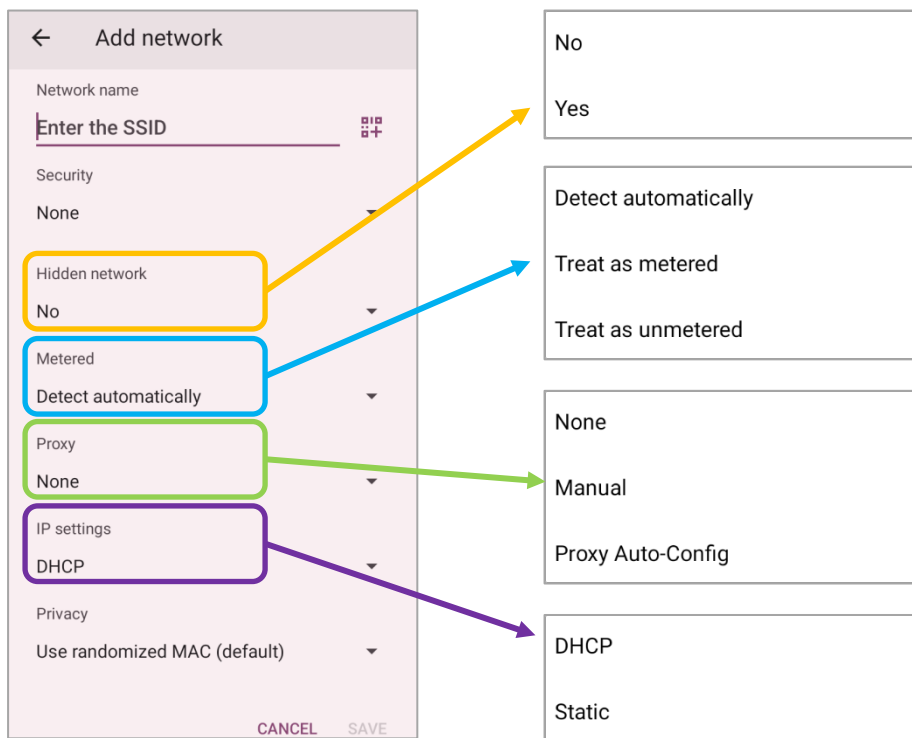 Add network
Network name
Enter the SSID
Security
None
Hidden network
No
Metered
Detect automatically
Proxy
None
IP settings
DHCP
Privacy
Use randomized MAC (default)
CANCEL SAVE
No
Yes
Detect automatically
Treat as metered
Treat as unmetered
None
Manual
Proxy Auto-Config
DHCP
Static